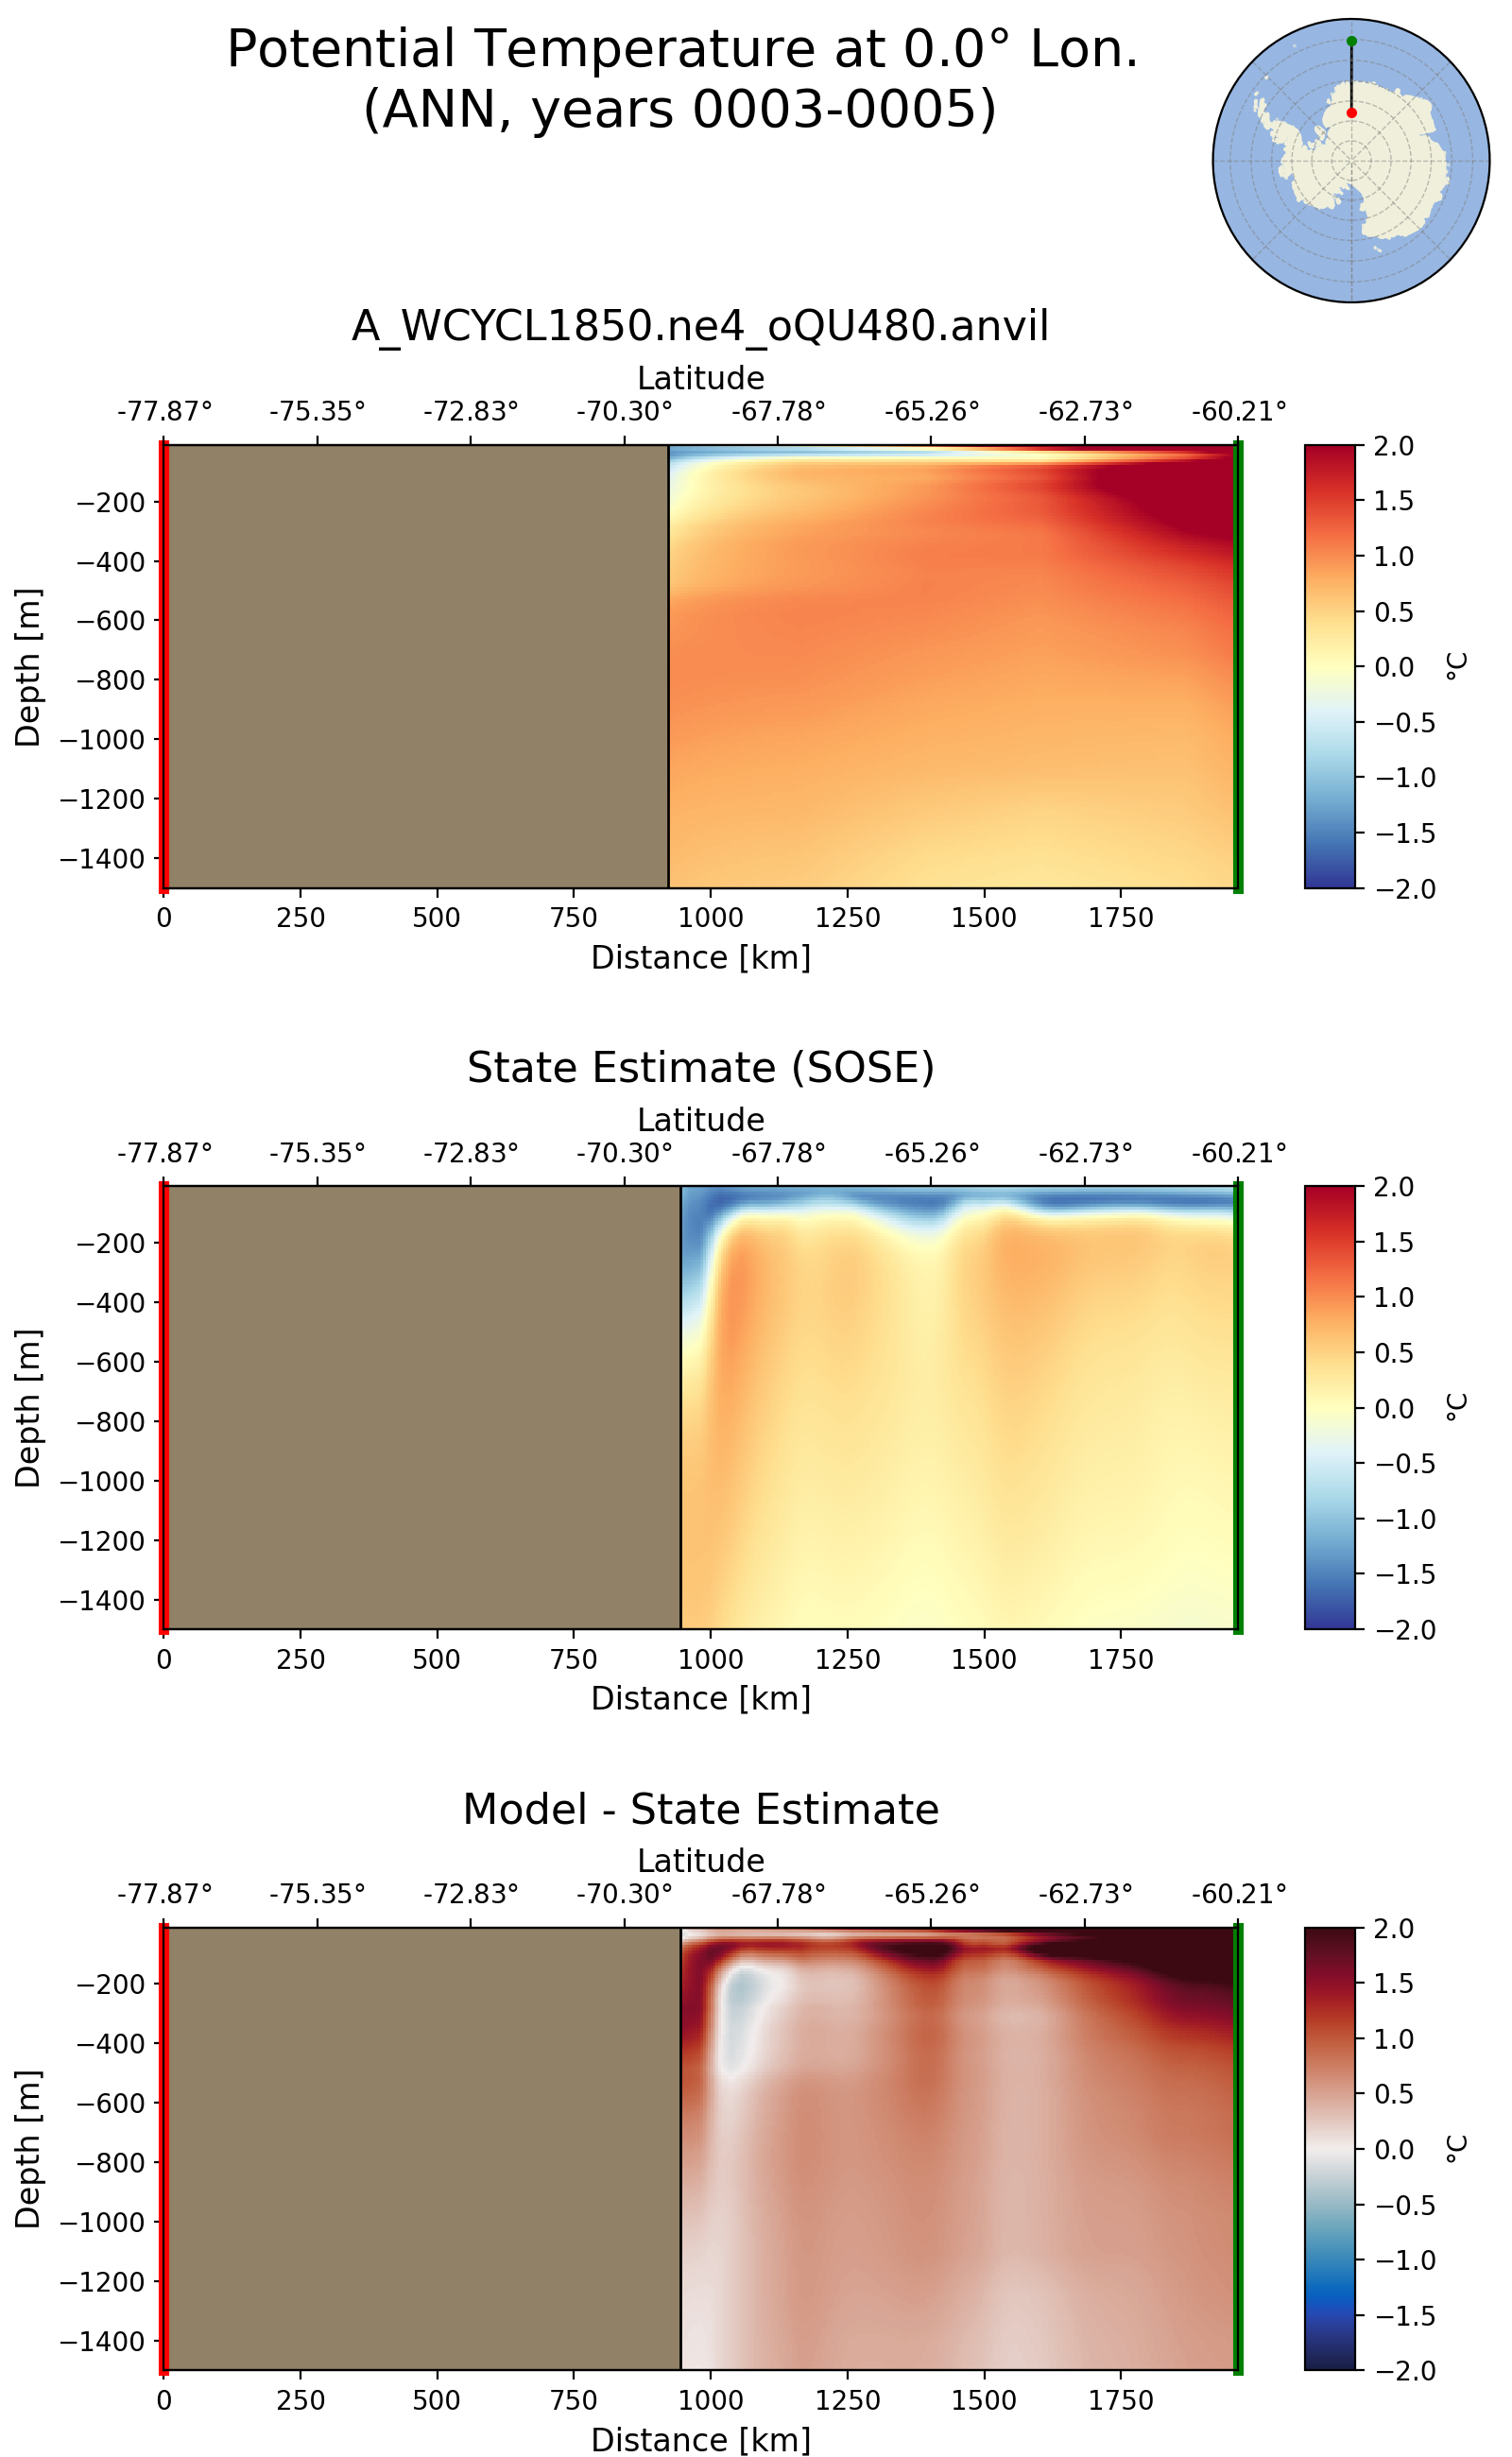 Potential Temperature at 0.0° Lon.
(ANN, years 0003-0005)
A_WCYCL1850.ne4_oQU480.anvil
Latitude
-77.87° -75.35° -72.83° -70.30° -67.78° -65.26° -62.73° -60.21°
Depth [m]
−200
−400
−600
−800
−1000
−1200
−1400
0 250 500 750 1000 1250 1500 1750
Distance [km]
2.0
1.5
1.0
0.5
0.0
−0.5
−1.0
−1.5
−2.0
°C
State Estimate (SOSE)
Latitude
-77.87° -75.35° -72.83° -70.30° -67.78° -65.26° -62.73° -60.21°
Depth [m]
−200
−400
−600
−800
−1000
−1200
−1400
0 250 500 750 1000 1250 1500 1750
Distance [km]
2.0
1.5
1.0
0.5
0.0
−0.5
−1.0
−1.5
−2.0
°C
Model - State Estimate
Latitude
-77.87° -75.35° -72.83° -70.30° -67.78° -65.26° -62.73° -60.21°
Depth [m]
−200
−400
−600
−800
−1000
−1200
−1400
0 250 500 750 1000 1250 1500 1750
Distance [km]
2.0
1.5
1.0
0.5
0.0
−0.5
−1.0
−1.5
−2.0
°C